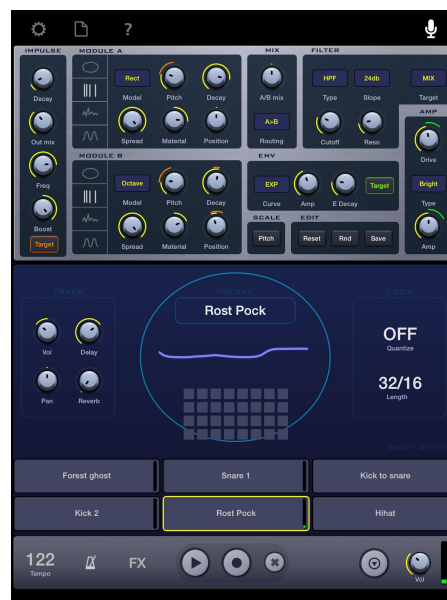 ?
IMPULSE
MODULE A
MIX
FILTER
Rect
HPF
24db
MIX
Decay
Model
Pitch
Decay
A/B mix
Type
Slope
Target
AMP
A>B
Out mix
Spread
Material
Position
Routing
Cutoff
Reso
Drive
MODULE B
ENV
Freq
Octave
EXP
Target
Bright
Model
Pitch
Decay
Curve
Amp
E Decay
Type
Boost
SCALE
EDIT
Target
Spread
Material
Position
Pitch
Reset
Rnd
Save
Amp
TRACK
PRESET
LOOP
Rost Pock
Vol
Delay
OFF
Quantize
Pan
Reverb
32/16
Length
Forest ghost
Snare 1
Kick to snare
Kick 2
Rost Pock
Hihat
122
Tempo
FX
Vol